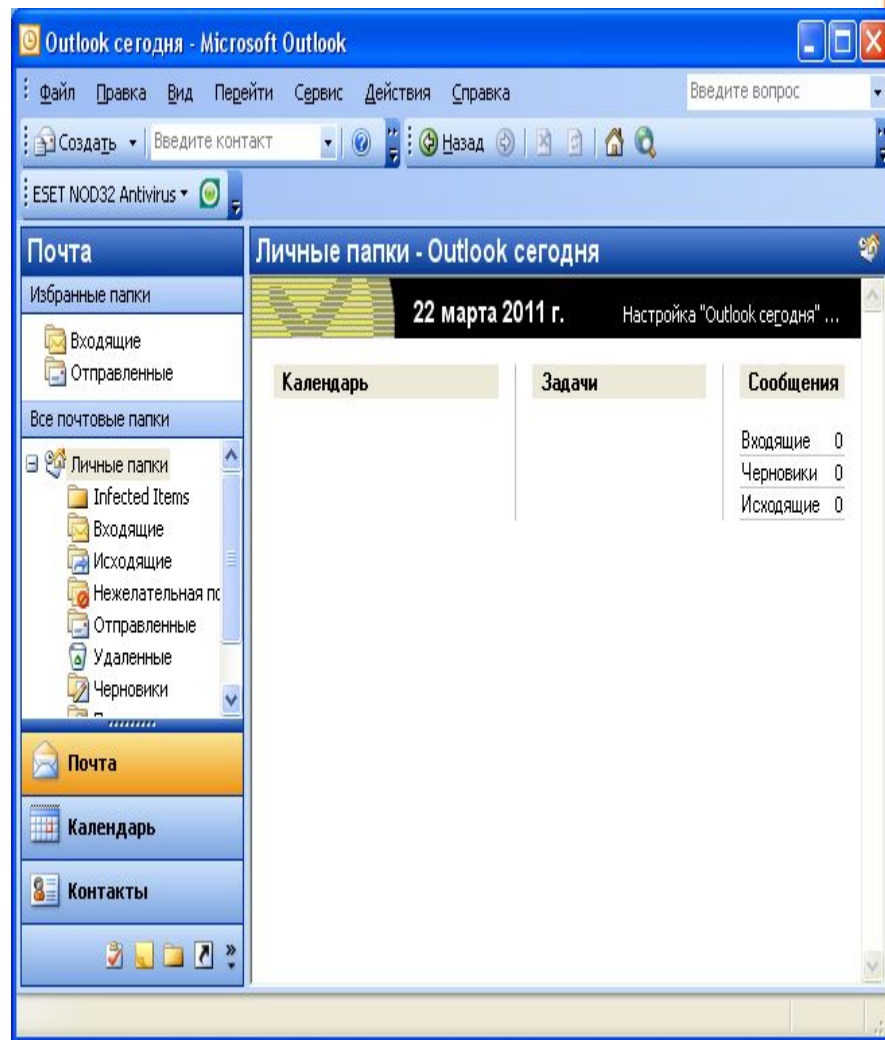 Outlook сегодня - Microsoft Outlook
Файл Правка Вид Перейти Сервис Действия Справка Введите вопрос
Создать Введите контакт Назад
ESET NOD32 Antivirus
Почта
Личные папки - Outlook сегодня
Избранные папки
22 марта 2011 г. Настройка "Outlook сегодня" ...
Входящие
Отправленные
Календарь Задачи Сообщения
Все почтовые папки
Входящие 0
Черновики 0
Исходящие 0
Личные папки
Infected Items
Входящие
Исходящие
Нежелательная по
Отправленные
Удаленные
Черновики
Почта
Календарь
Контакты